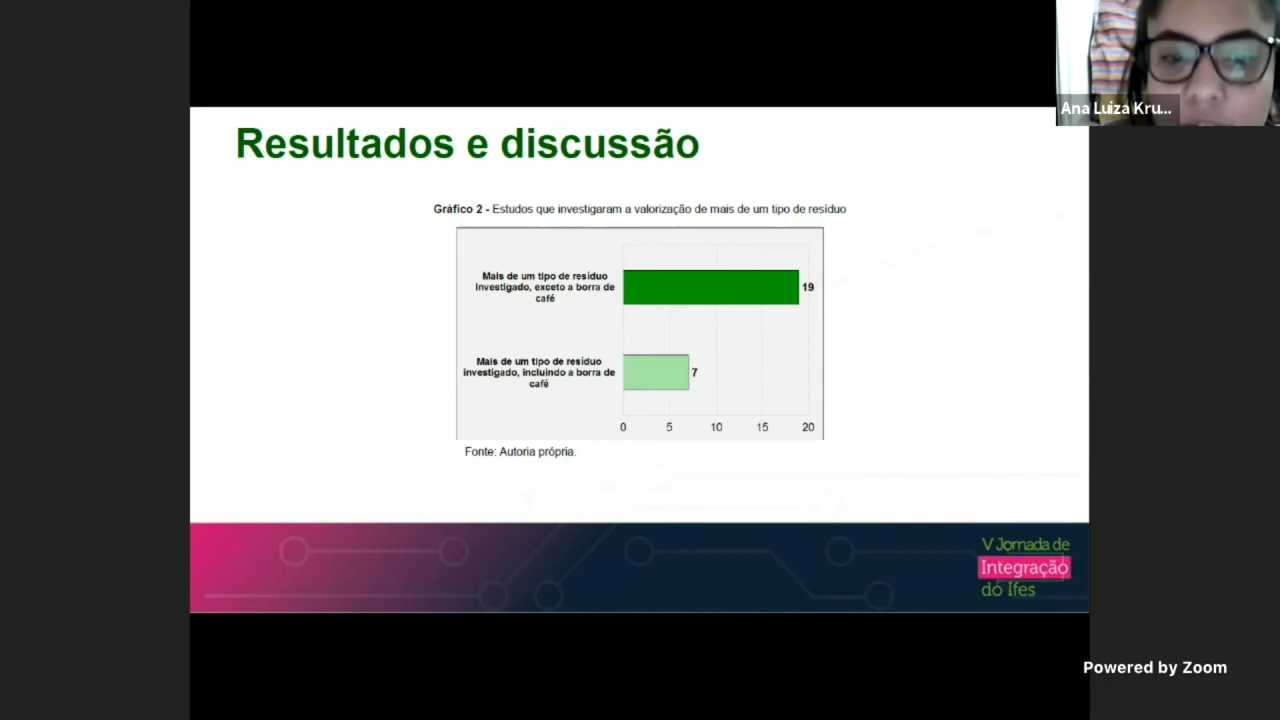 Ana Luiza Kru...
Resultados e discussão
Gráfico 2 - Estudos que investigaram a valorização de mais de um tipo de resíduo
Mais de um tipo de resíduo
investigado, exceto a borra de
café
19
Mais de um tipo de resíduo
investigado, incluindo a borra de
café
7
0 5 10 15 20
Fonte: Autoria própria.
V Jornada de
Integração
do Ifes
Powered by Zoom